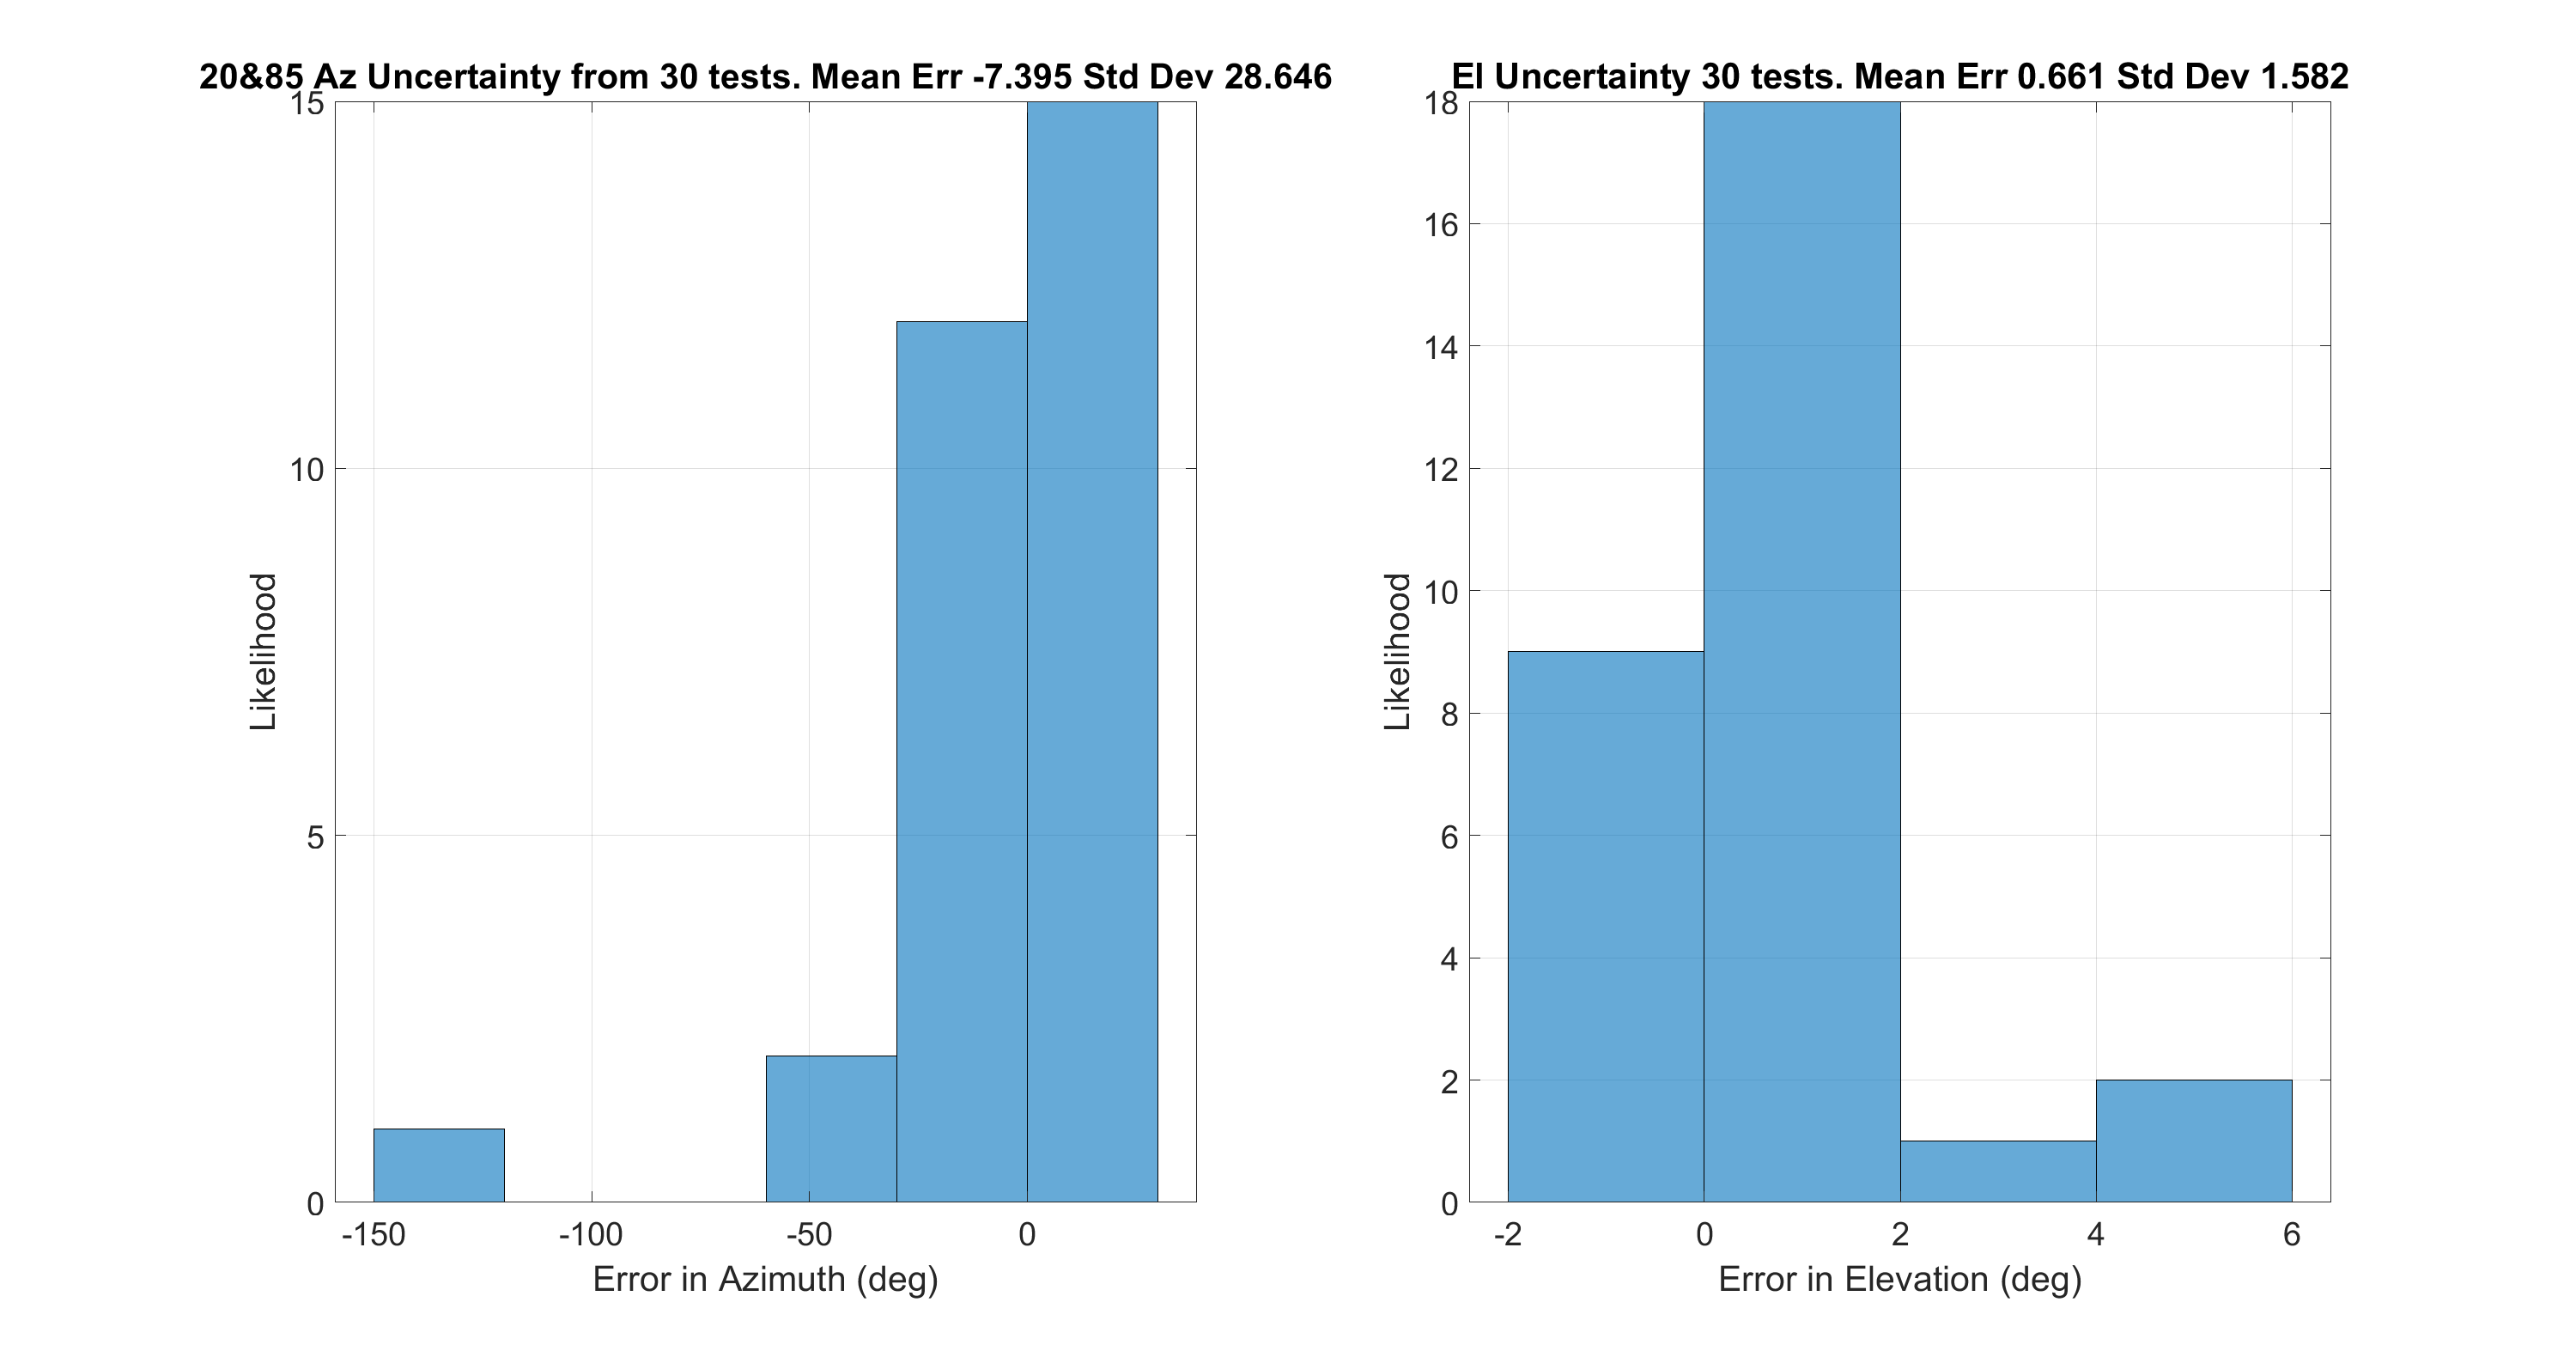 20&85 Az Uncertainty from 30 tests. Mean Err -7.395 Std Dev 28.646
15
10
5
0
Likelihood
-150 -100 -50 0
Error in Azimuth (deg)
El Uncertainty 30 tests. Mean Err 0.661 Std Dev 1.582
18
16
14
12
10
8
6
4
2
0
Likelihood
-2 0 2 4 6
Error in Elevation (deg)